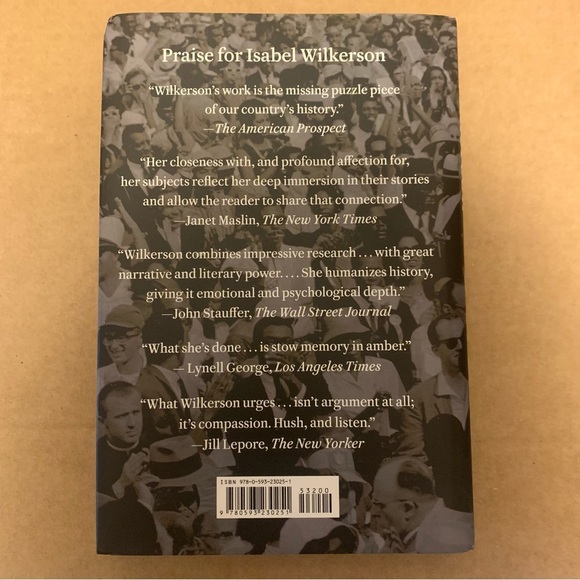 Praise for Isabel Wilkerson
“Wilkerson’s work is the missing puzzle piece
of our country’s history.”
—The American Prospect
“Her closeness with, and profound affection for,
her subjects reflect her deep immersion in their stories
and allow the reader to share that connection.”
—Janet Maslin, The New York Times
“Wilkerson combines impressive research . . . with great
narrative and literary power. . . . She humanizes history,
giving it emotional and psychological depth.”
—John Stauffer, The Wall Street Journal
“What she’s done . . . is stow memory in amber.”
— Lynell George, Los Angeles Times
“What Wilkerson urges . . . isn’t argument at all;
it’s compassion. Hush, and listen.”
—Jill Lepore, The New Yorker
ISBN 978-0-593-23025-1
53200
9 780593 230251